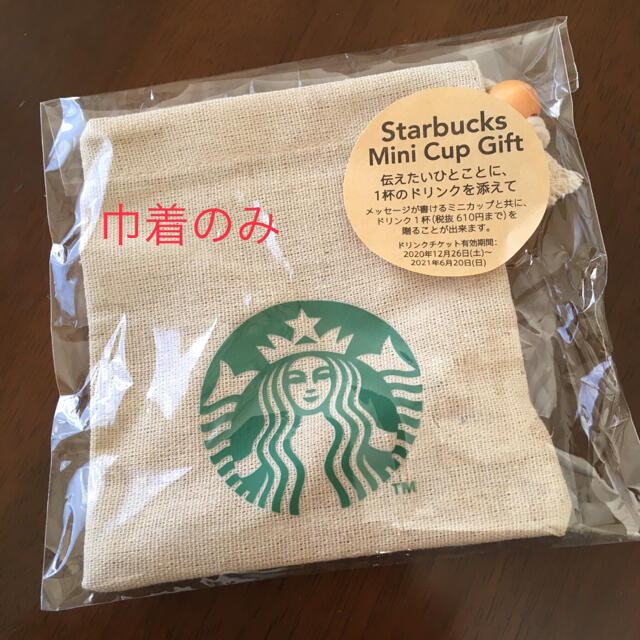 Starbucks
Mini Cup Gift
伝えたいひとことに、
1杯のドリンクを添えて
メッセージが書けるミニカップと共に、
ドリンク1杯(税抜610円まで)を
贈ることが出来ます。
ドリンクチケット有効期間:
2020年12月26日(土)~
2021年6月20日(日)
巾着のみ
TM